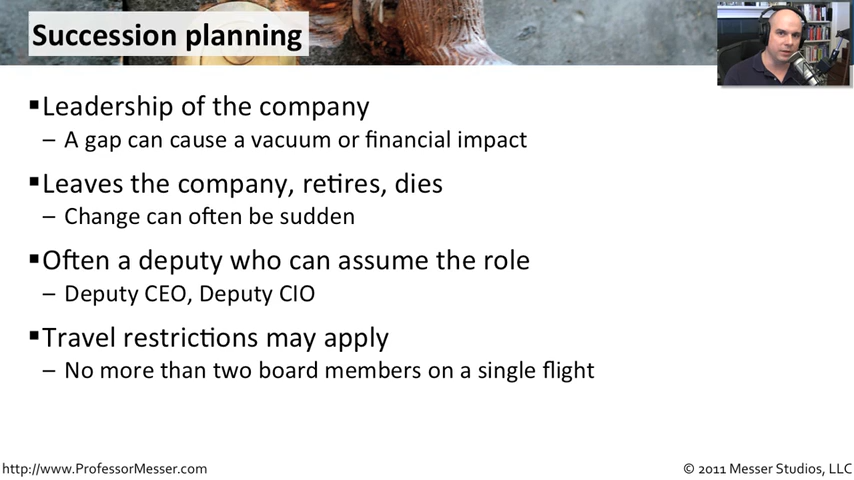 Succession planning
▪Leadership of the company
– A gap can cause a vacuum or financial impact
▪Leaves the company, retires, dies
– Change can often be sudden
▪Often a deputy who can assume the role
– Deputy CEO, Deputy CIO
▪Travel restrictions may apply
– No more than two board members on a single flight
http://www.ProfessorMesser.com
© 2011 Messer Studios, LLC